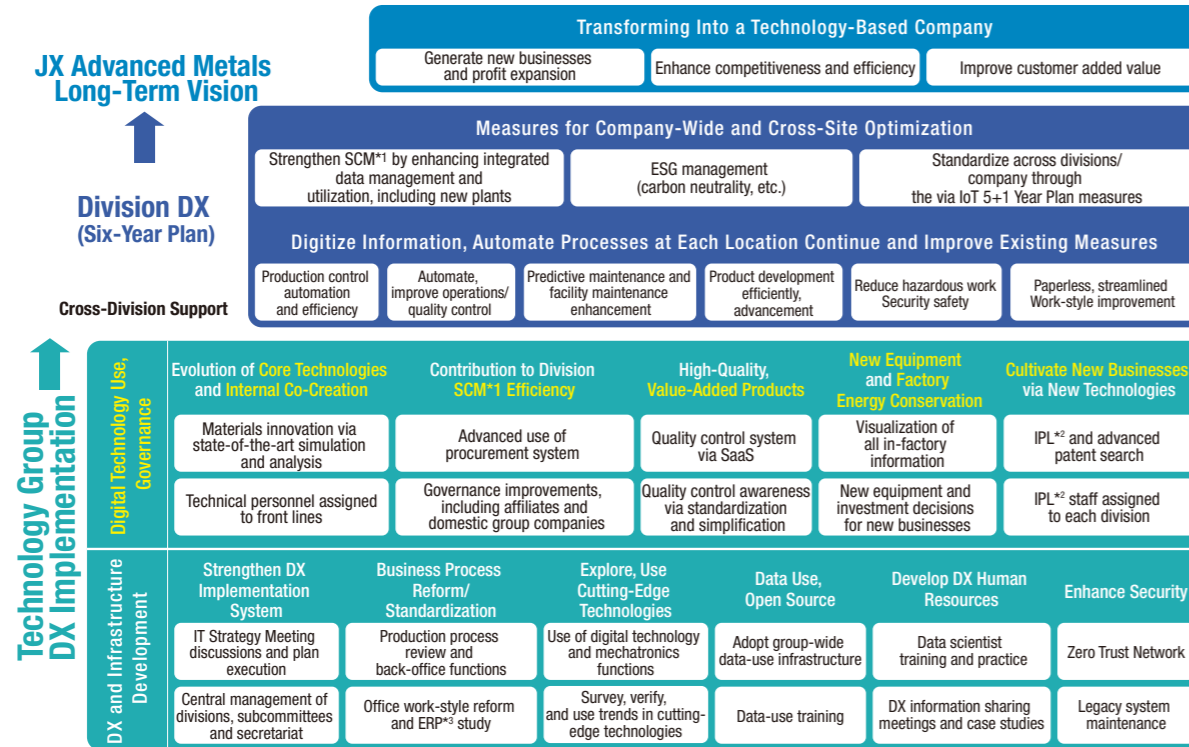 Transforming Into a Technology-Based Company
Generate new businesses
and profit expansion
Enhance competitiveness and efficiency
Improve customer added value
JX Advanced Metals
Long-Term Vision
Measures for Company-Wide and Cross-Site Optimization
Strengthen SCM*1 by enhancing integrated
data management and
utilization, including new plants
ESG management
(carbon neutrality, etc.)
Standardize across divisions/
company through
the via IoT 5+1 Year Plan measures
Division DX
(Six-Year Plan)
Digitize Information, Automate Processes at Each Location Continue and Improve Existing Measures
Production control
automation
and efficiency
Automate,
improve operations/
quality control
Predictive maintenance and
facility maintenance
enhancement
Product development
efficiently,
advancement
Reduce hazardous work
Security safety
Paperless, streamlined
Work-style improvement
Cross-Division Support
Technology Group
DX Implementation
Digital Technology Use,
Governance
Evolution of Core Technologies
and Internal Co-Creation
Contribution to Division
SCM*1 Efficiency
High-Quality,
Value-Added Products
New Equipment
and Factory
Energy Conservation
Cultivate New Businesses
via New Technologies
Materials innovation via
state-of-the-art simulation
and analysis
Advanced use of
procurement system
Quality control system
via SaaS
Visualization of
all in-factory
information
IPL*2 and advanced
patent search
Technical personnel assigned
to front lines
Governance improvements,
including affiliates and
domestic group companies
Quality control awareness
via standardization
and simplification
New equipment and
investment decisions
for new businesses
IPL*2 staff assigned
to each division
DX and Infrastructure
Development
Strengthen DX
Implementation
System
Business Process
Reform/
Standardization
Explore, Use
Cutting-Edge
Technologies
Data Use,
Open Source
Develop DX Human
Resources
Enhance Security
IT Strategy Meeting
discussions and plan
execution
Production process
review and
back-office functions
Use of digital technology
and mechatronics
functions
Adopt group-wide
data-use infrastructure
Data scientist
training and practice
Zero Trust Network
Central management of
divisions, subcommittees
and secretariat
Office work-style reform
and ERP*3 study
Survey, verify,
and use trends in cutting-
edge technologies
Data-use training
DX information sharing
meetings and case studies
Legacy system
maintenance